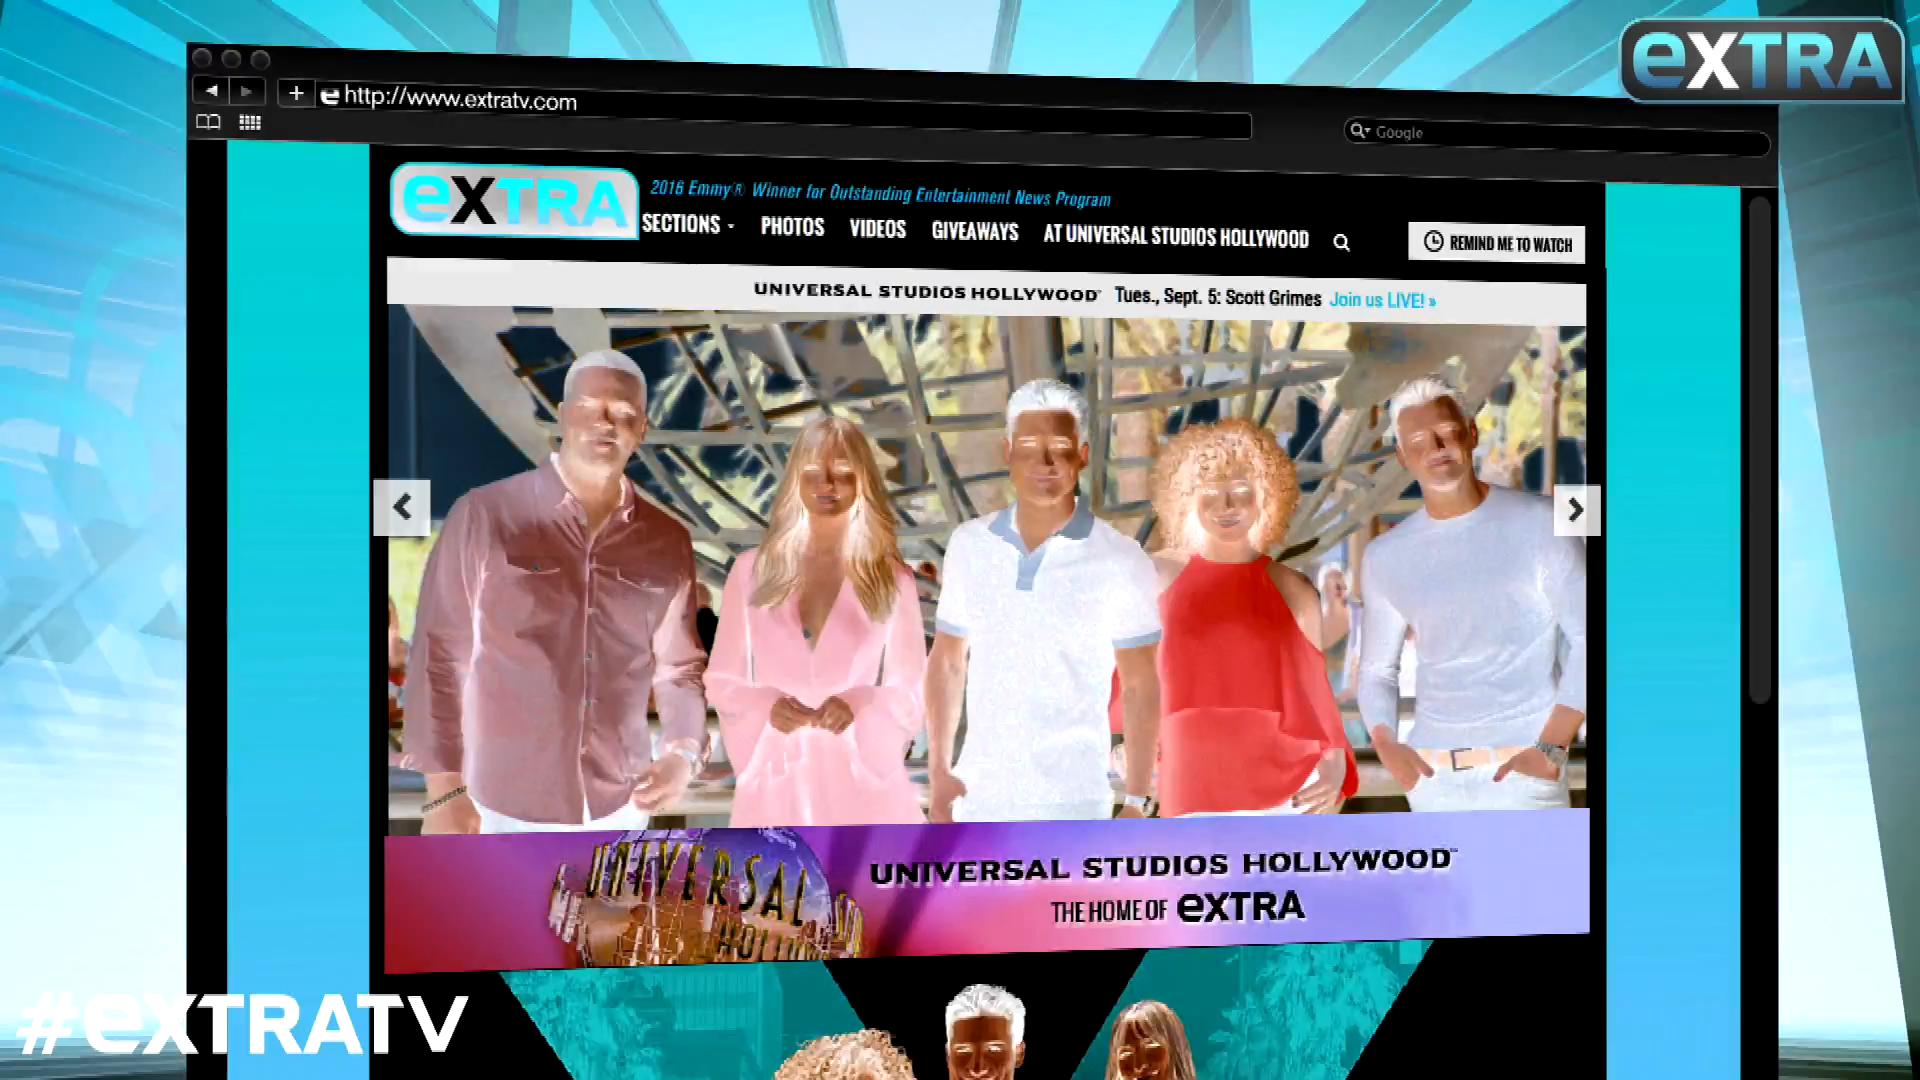 eXTRA
http://www.extratv.com
Google
eXTRA
2016 Emmy® Winner for Outstanding Entertainment News Program
SECTIONS PHOTOS VIDEOS GIVEAWAYS AT UNIVERSAL STUDIOS HOLLYWOOD
REMIND ME TO WATCH
UNIVERSAL STUDIOS HOLLYWOOD™ Tues., Sept. 5: Scott Grimes Join us LIVE! »
UNIVERSAL
UNIVERSAL STUDIOS HOLLYWOOD™
THE HOME OF eXTRA
#eXTRATV